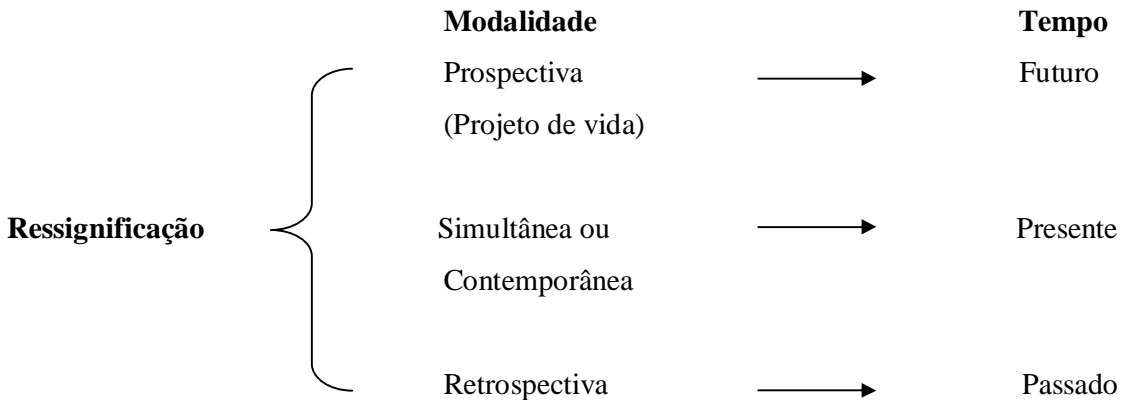 Modalidade Tempo
Prospectiva Futuro
(Projeto de vida)
Ressignificação Simultânea ou Presente
Contemporânea
Retrospectiva Passado